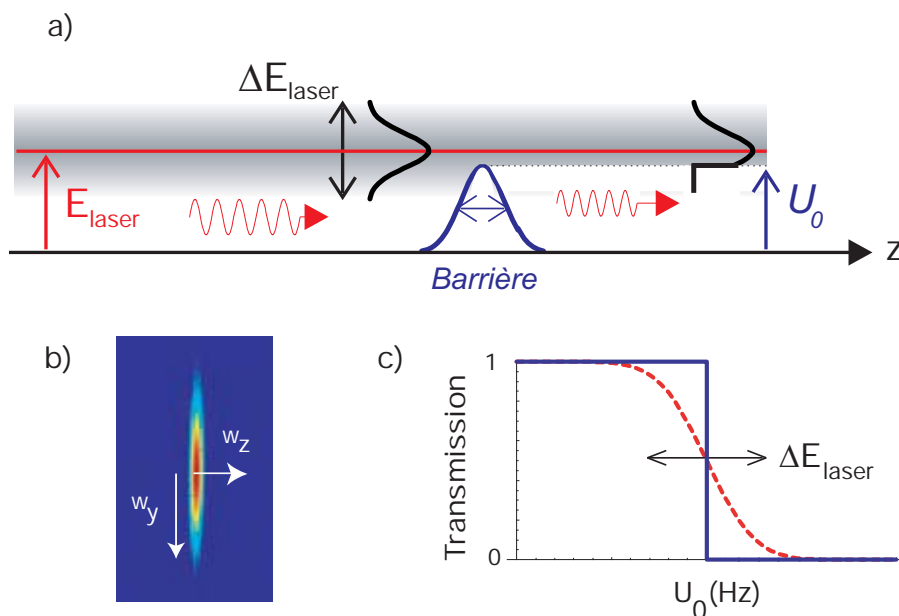 a)
ΔE_laser
E_laser
U_0
z
Barrière
b)
w_z
w_y
c)
1
Transmission
ΔE_laser
0
U_0 (Hz)